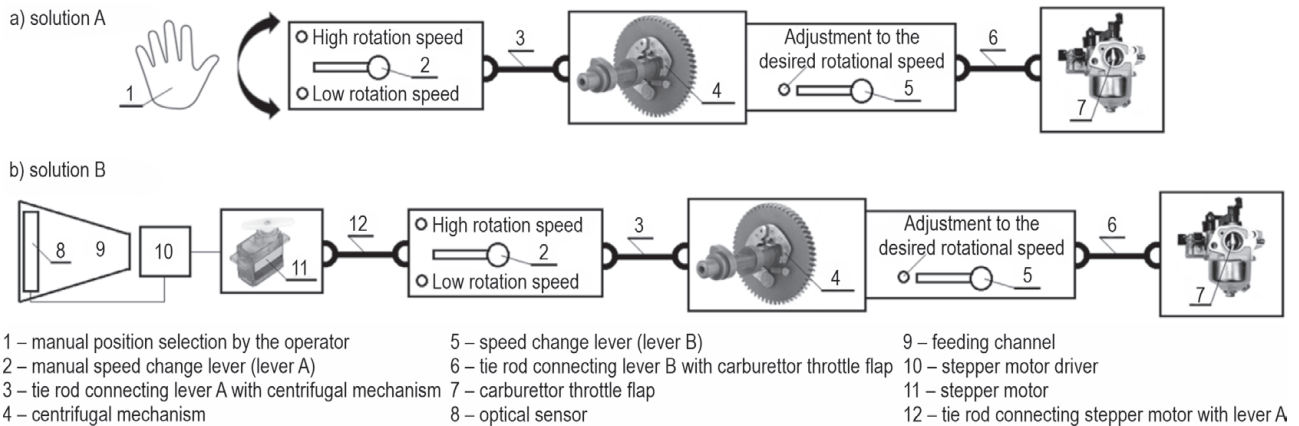 a) solution A
1
High rotation speed
2
Low rotation speed
3
4
Adjustment to the
desired rotational speed
5
6
7
b) solution B
8
9
10
11
12
High rotation speed
2
Low rotation speed
3
4
Adjustment to the
desired rotational speed
5
6
7
1 – manual position selection by the operator
2 – manual speed change lever (lever A)
3 – tie rod connecting lever A with centrifugal mechanism
4 – centrifugal mechanism
5 – speed change lever (lever B)
6 – tie rod connecting lever B with carburettor throttle flap
7 – carburettor throttle flap
8 – optical sensor
9 – feeding channel
10 – stepper motor driver
11 – stepper motor
12 – tie rod connecting stepper motor with lever A